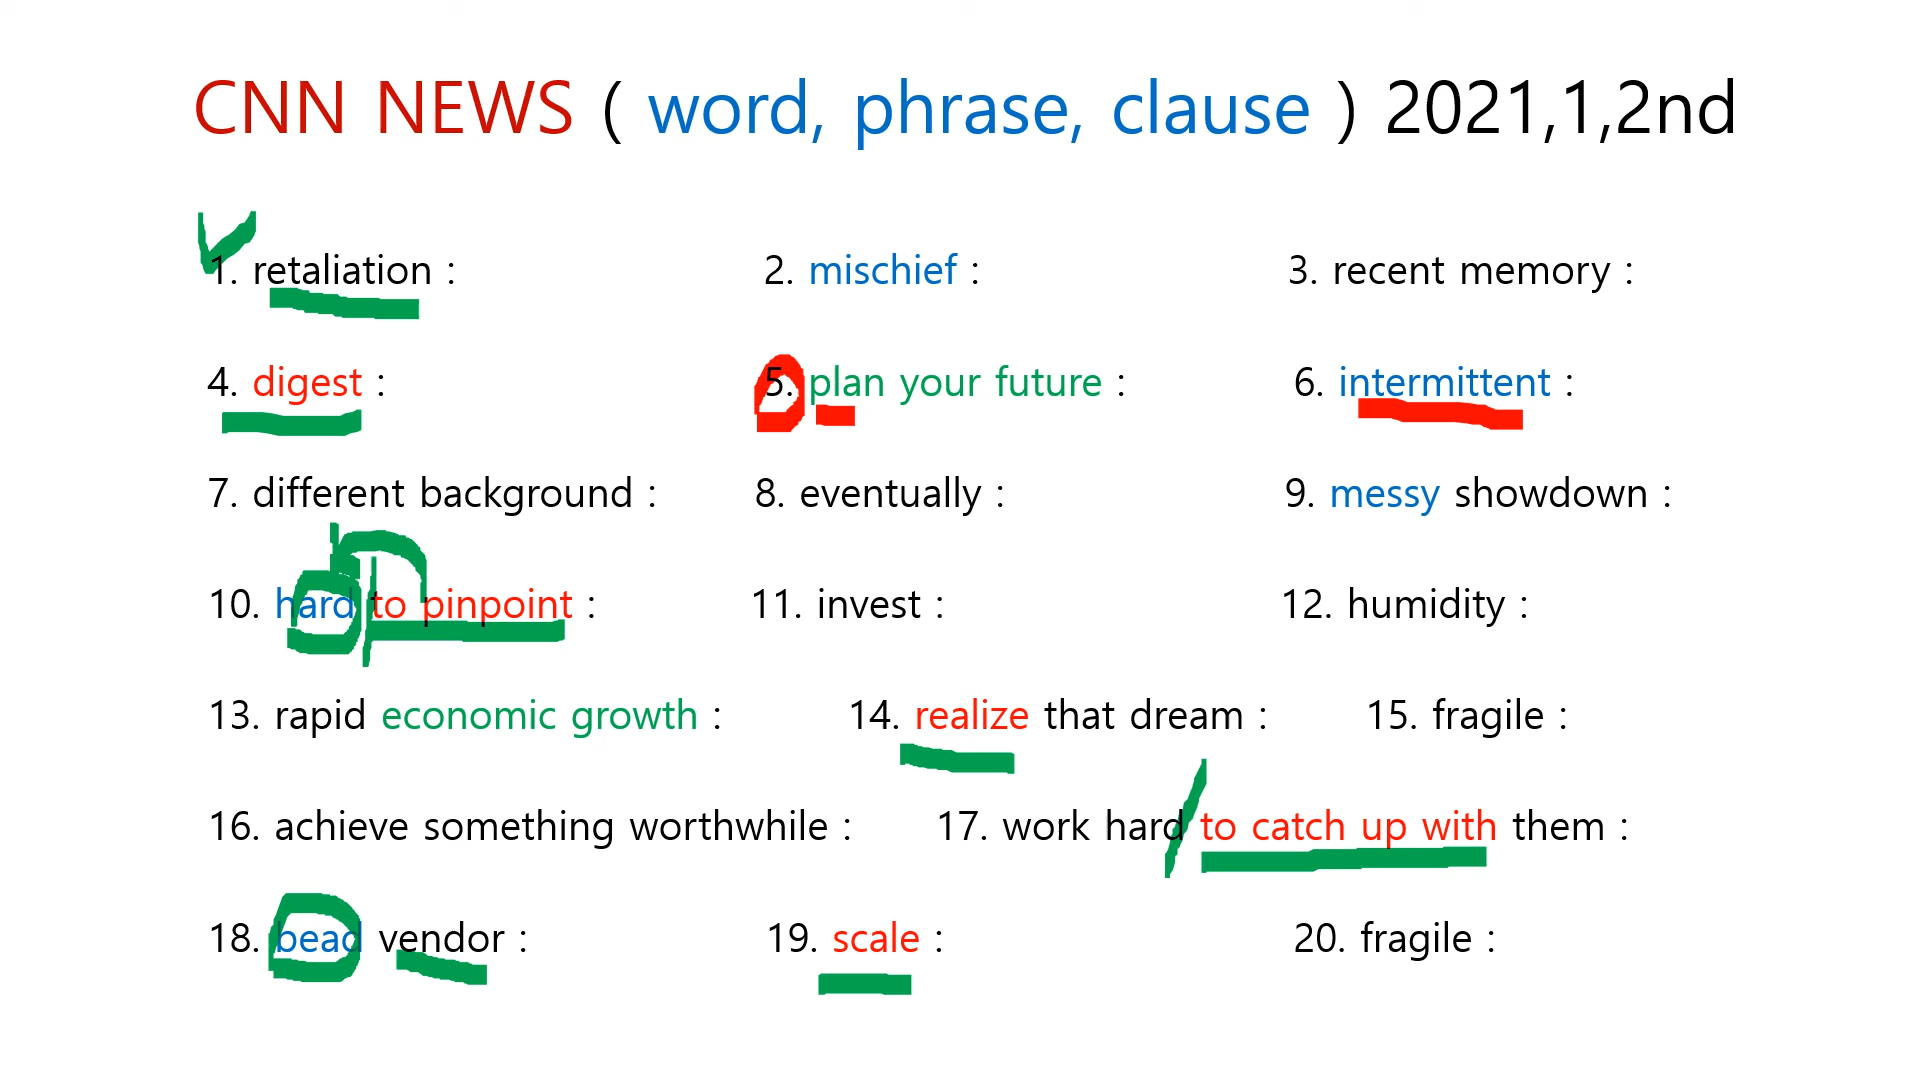 CNN NEWS ( word, phrase, clause ) 2021,1,2nd
1. retaliation : 2. mischief : 3. recent memory :
4. digest : 5. plan your future : 6. intermittent :
7. different background : 8. eventually : 9. messy showdown :
10. hard to pinpoint : 11. invest : 12. humidity :
13. rapid economic growth : 14. realize that dream : 15. fragile :
16. achieve something worthwhile : 17. work hard to catch up with them :
18. bead vendor : 19. scale : 20. fragile :